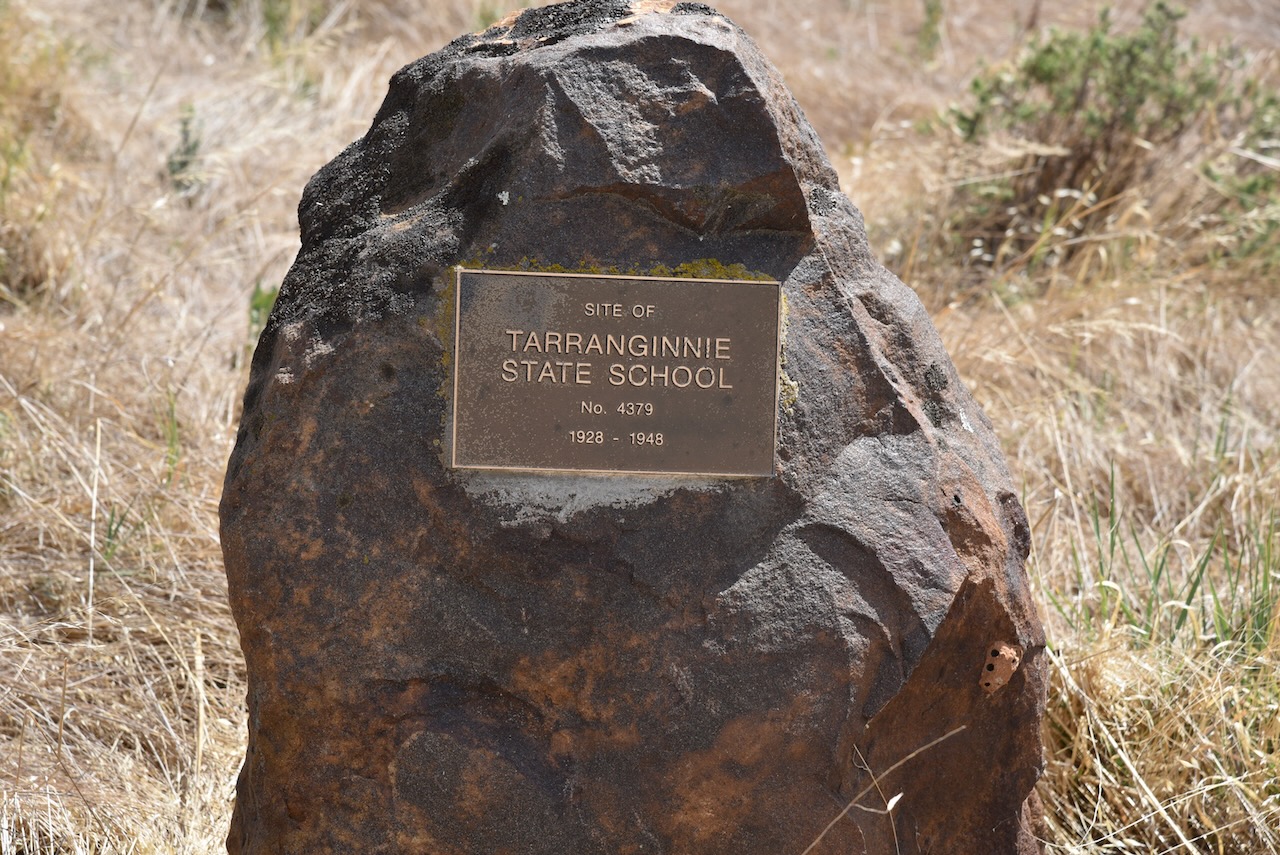 SITE OF
TARRANGINNIE
STATE SCHOOL
No. 4379
1928 - 1948